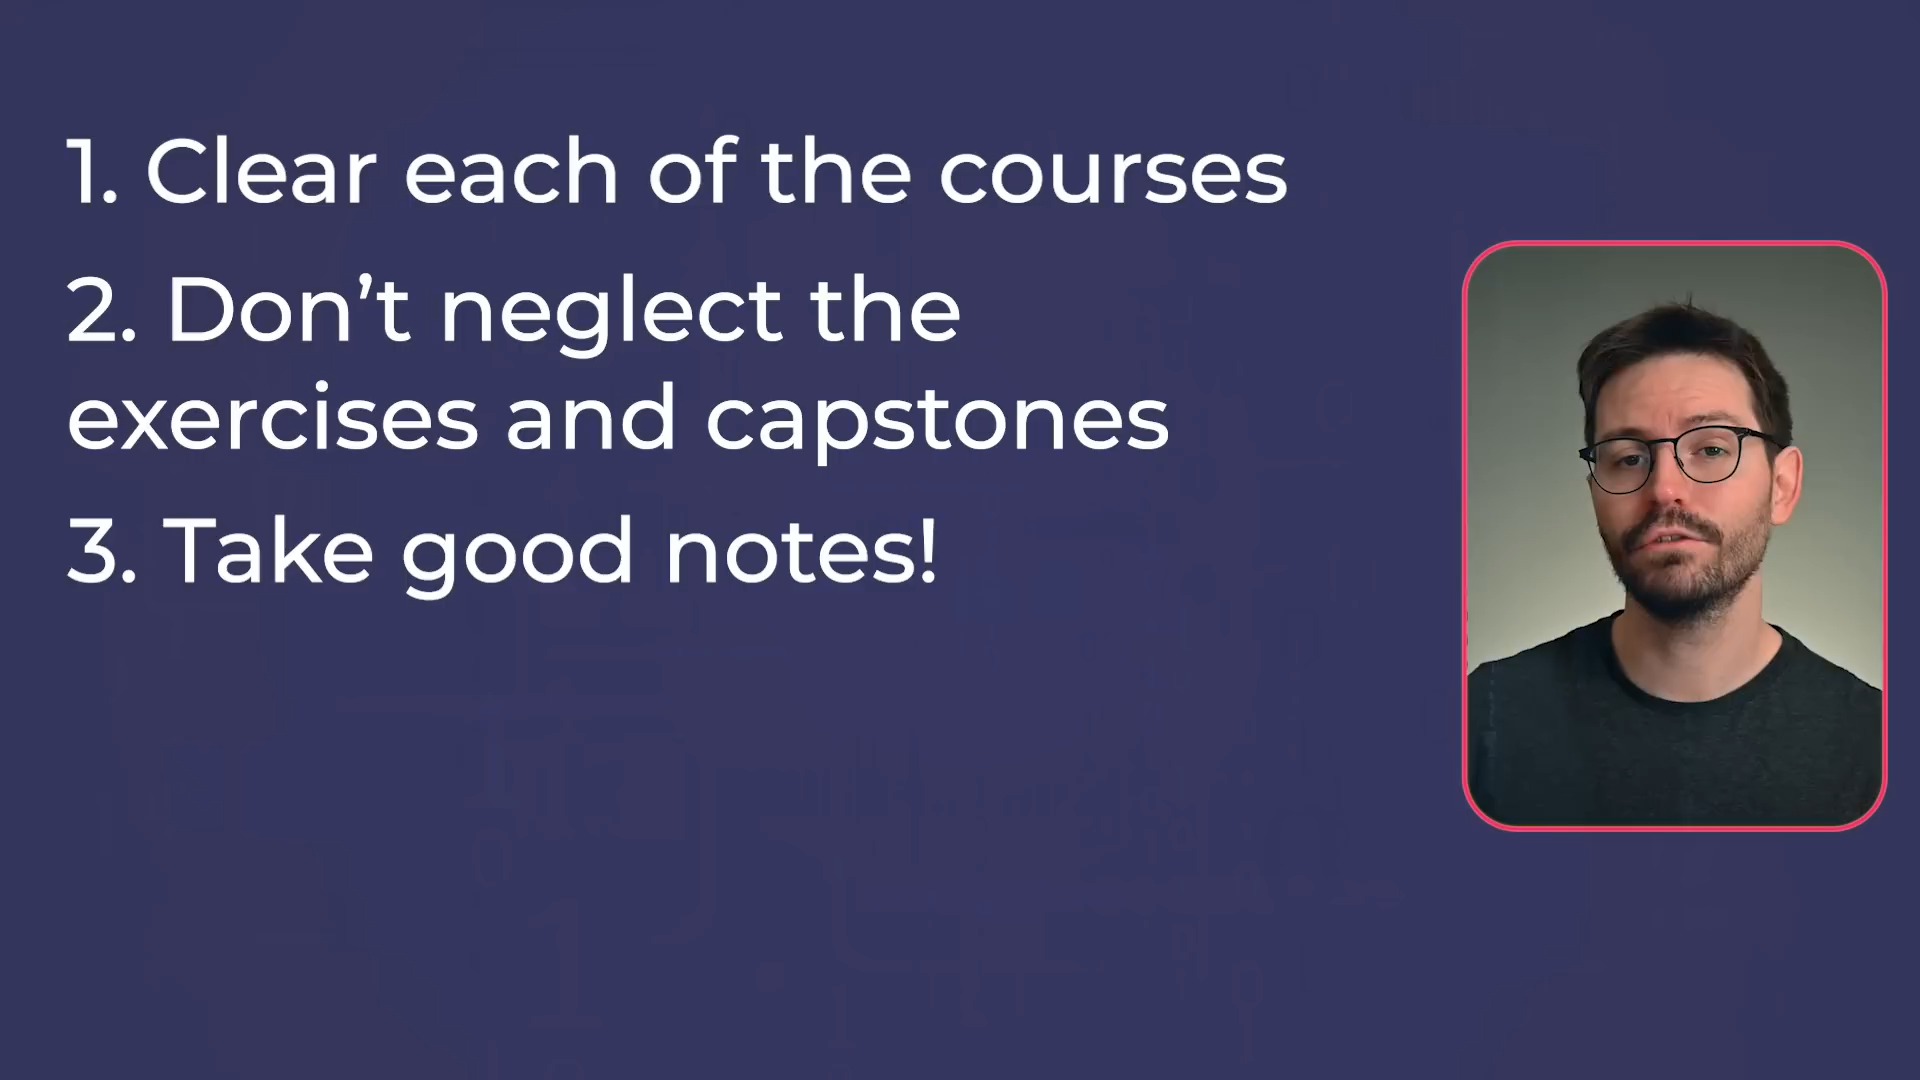 1. Clear each of the courses
2. Don’t neglect the
exercises and capstones
3. Take good notes!